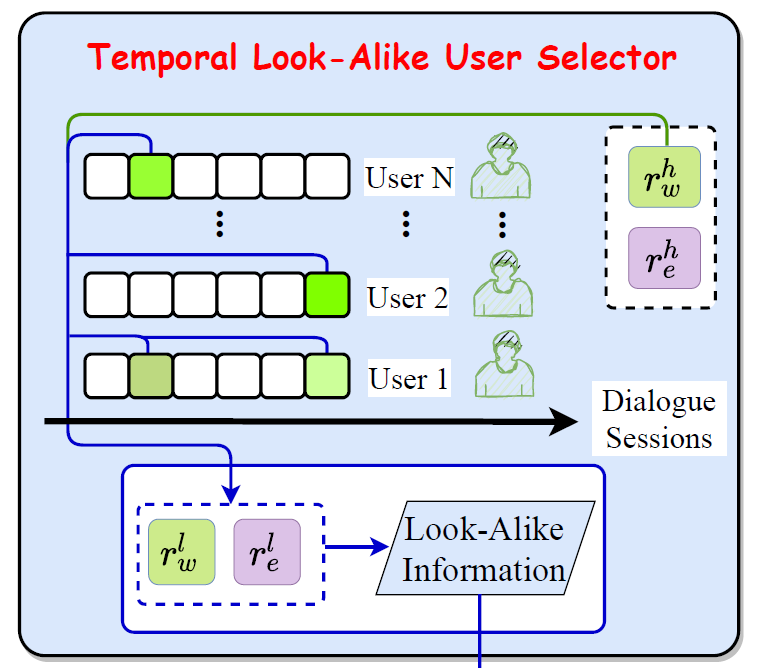 Temporal Look-Alike User Selector
User N
r_w^h
r_e^h
User 2
User 1
Dialogue
Sessions
r_w^l
r_e^l
Look-Alike
Information